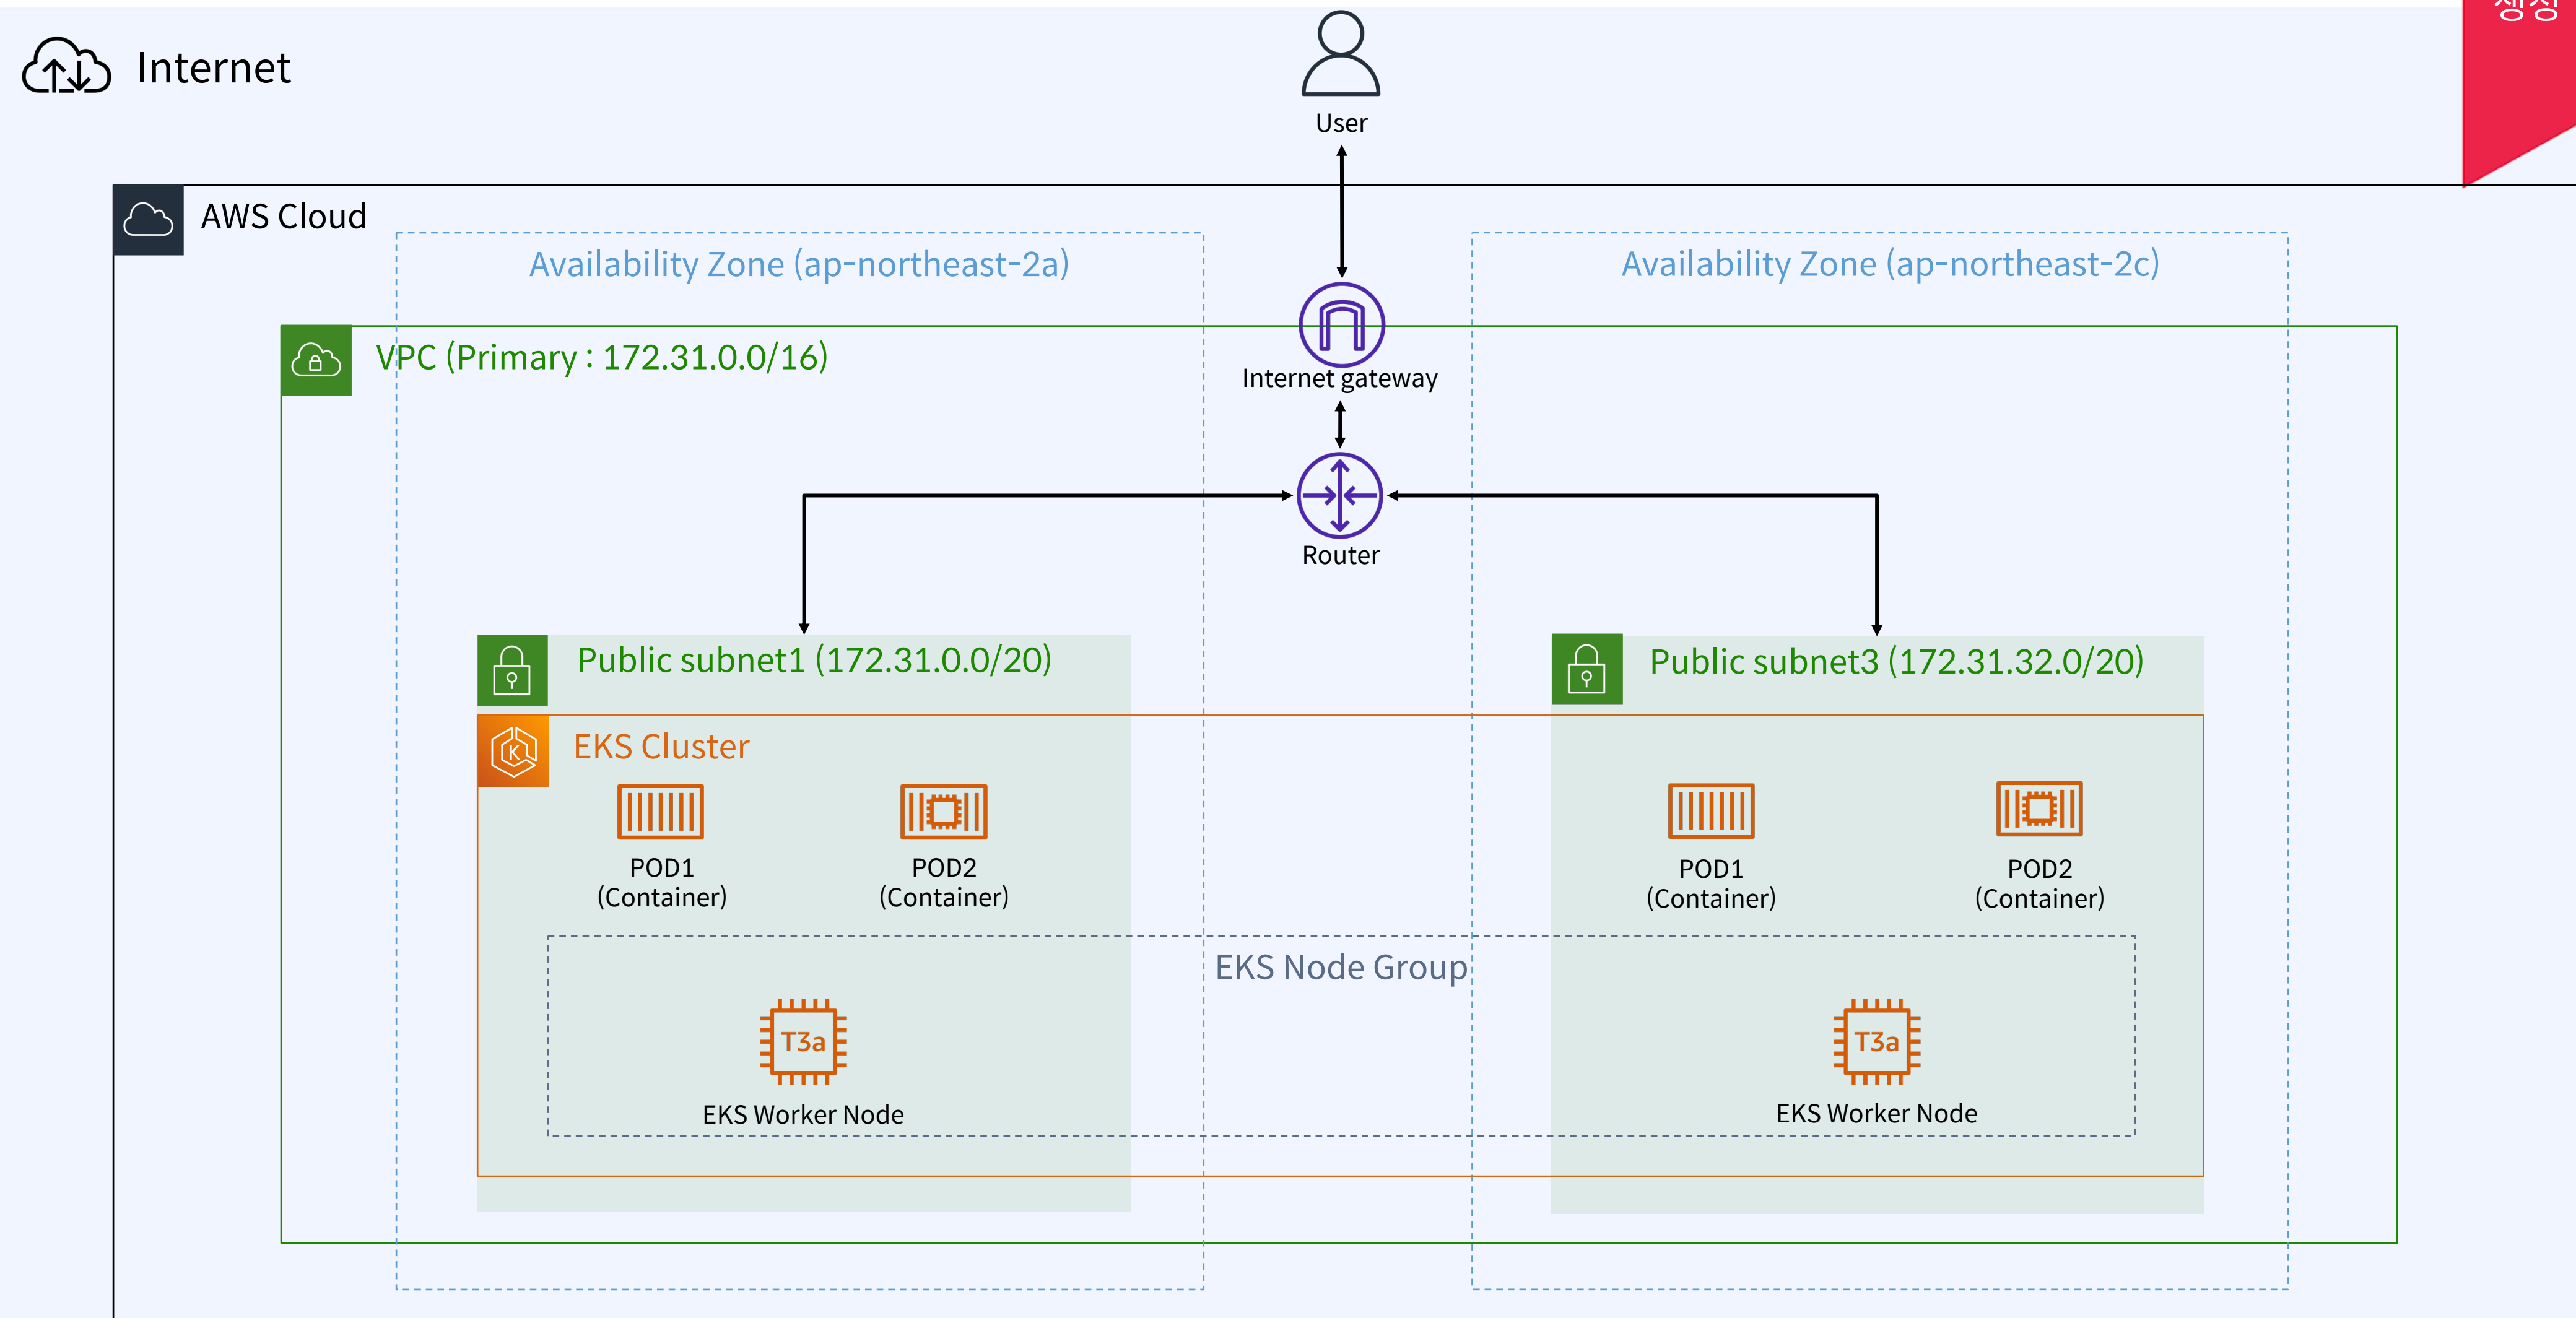 Internet
User
AWS Cloud
Availability Zone (ap-northeast-2a)
Availability Zone (ap-northeast-2c)
VPC (Primary : 172.31.0.0/16)
Internet gateway
Router
Public subnet1 (172.31.0.0/20)
Public subnet3 (172.31.32.0/20)
EKS Cluster
POD1
(Container)
POD2
(Container)
POD1
(Container)
POD2
(Container)
EKS Node Group
T3a
EKS Worker Node
T3a
EKS Worker Node
K